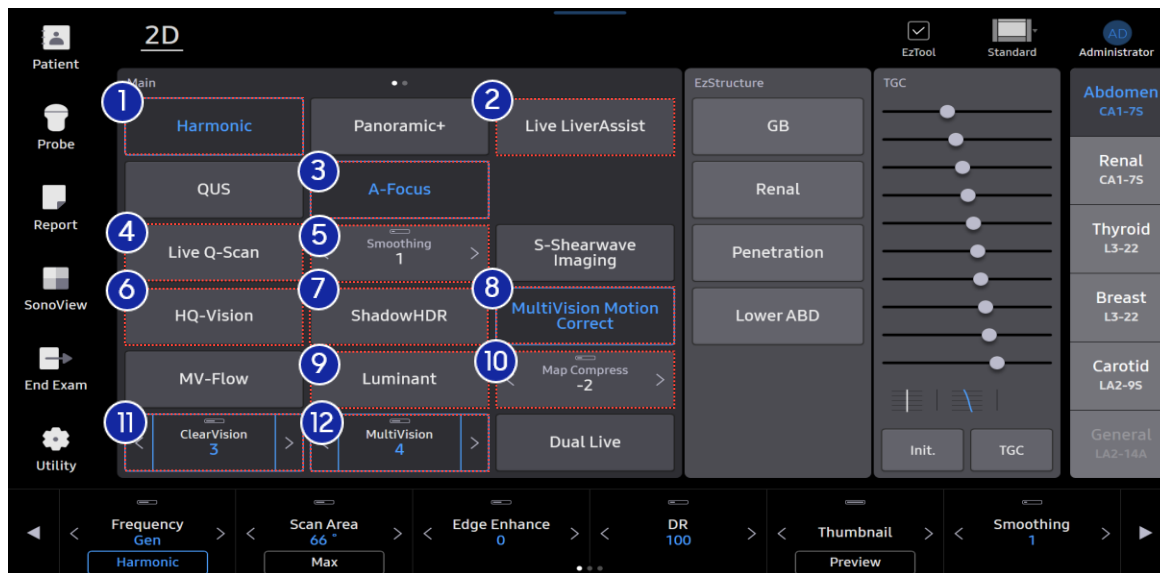 2D
Patient
Probe
Report
SonoView
End Exam
Utility
EzTool
Standard
AD
Administrator
Main
1
Harmonic
Panoramic+
2
Live LiverAssist
QUS
3
A-Focus
4
Live Q-Scan
5
Smoothing
< 1 >
S-Shearwave
Imaging
6
HQ-Vision
7
ShadowHDR
8
MultiVision Motion
Correct
MV-Flow
9
Luminant
10
Map Compress
< -2 >
11
ClearVision
< 3 >
12
MultiVision
< 4 >
Dual Live
EzStructure
GB
Renal
Penetration
Lower ABD
TGC
Init.
TGC
Abdomen
CA1-7S
Renal
CA1-7S
Thyroid
L3-22
Breast
L3-22
Carotid
LA2-9S
General
LA2-14A
< Frequency >
Gen
Harmonic
< Scan Area >
66 °
Max
< Edge Enhance >
0
< DR >
100
< Thumbnail >
Preview
< Smoothing >
1